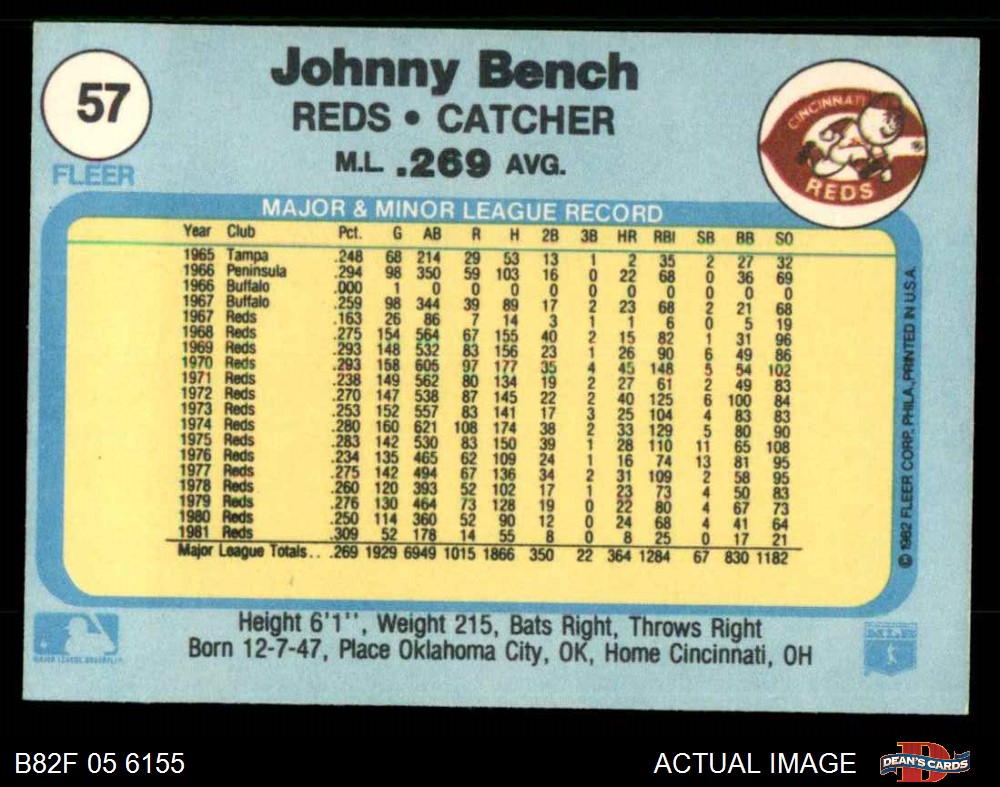 57
FLEER
Johnny Bench
REDS • CATCHER
M.L .269 AVG.
CINCINNATI
REDS
MAJOR & MINOR LEAGUE RECORD
Year Club Pct. G AB R H 2B 3B HR RBI SB BB SO
1965 Tampa .248 68 214 29 53 13 1 2 35 2 27 32
1966 Peninsula .294 98 350 59 103 16 0 22 68 0 36 69
1966 Buffalo .000 1 0 0 0 0 0 0 0 0 0 0
1967 Buffalo .259 98 344 39 89 17 2 23 68 2 21 68
1967 Reds .163 26 86 7 14 3 1 1 6 0 5 19
1968 Reds .275 154 564 67 155 40 2 15 82 1 31 96
1969 Reds .293 148 532 83 156 23 1 26 90 6 49 86
1970 Reds .293 158 605 97 177 35 4 45 148 5 54 102
1971 Reds .238 149 562 80 134 19 2 27 61 2 49 83
1972 Reds .270 147 538 87 145 22 2 40 125 6 100 84
1973 Reds .253 152 557 83 141 17 3 25 104 4 83 83
1974 Reds .280 160 621 108 174 38 2 33 129 5 80 90
1975 Reds .283 142 530 83 150 39 1 28 110 11 65 108
1976 Reds .234 135 465 62 109 24 1 16 74 13 81 95
1977 Reds .275 142 494 67 136 34 2 31 109 2 58 95
1978 Reds .260 120 393 52 102 17 1 23 73 4 50 83
1979 Reds .276 130 464 73 128 19 0 22 80 4 67 73
1980 Reds .250 114 360 52 90 12 0 24 68 4 41 64
1981 Reds .309 52 178 14 55 8 0 8 25 0 17 21
Major League Totals. . .269 1929 6949 1015 1866 350 22 364 1284 67 830 1182
© 1982 FLEER CORP. PHILA., PRINTED IN U.S.A.
Height 6'1'', Weight 215, Bats Right, Throws Right
Born 12-7-47, Place Oklahoma City, OK, Home Cincinnati, OH
MAJOR LEAGUE BASEBALL
B82F 05 6155
ACTUAL IMAGE
DEAN'S CARDS